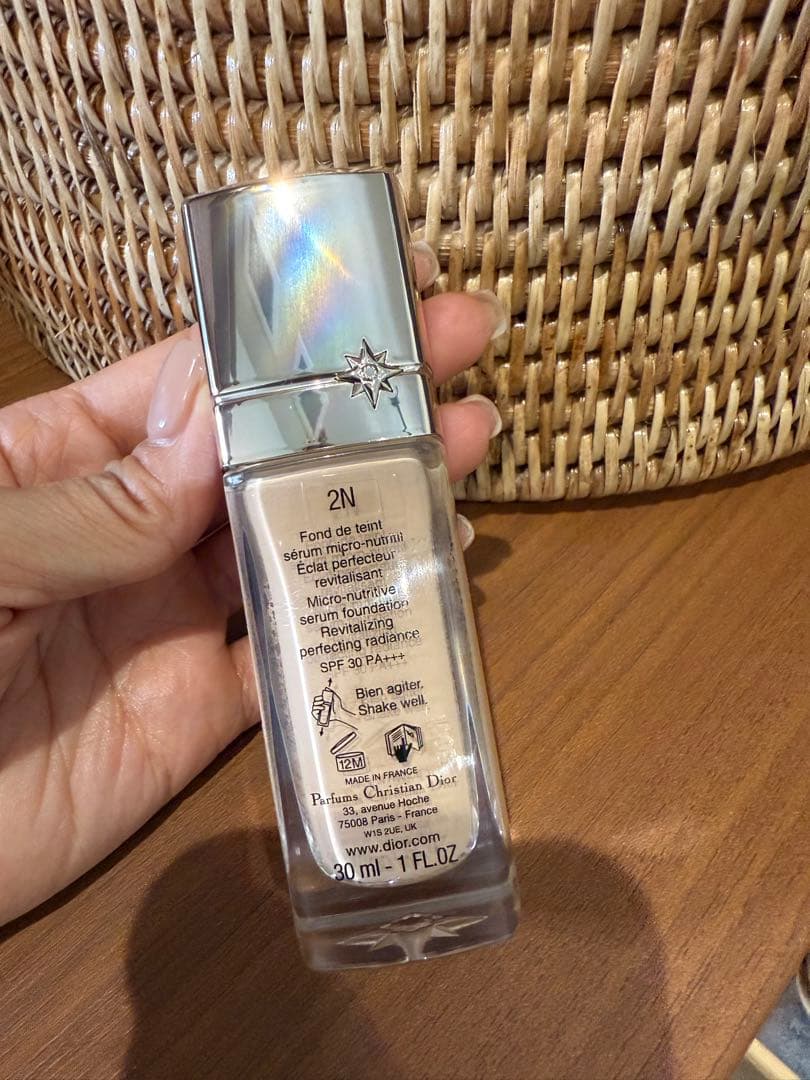 2N
Fond de teint
sérum micro-nutritif
Éclat perfecteur
revitalisant
Micro-nutritive
serum foundation
Revitalizing
perfecting radiance
SPF 30 PA+++
Bien agiter.
Shake well.
12M
MADE IN FRANCE
Parfums Christian Dior
33, avenue Hoche
75008 Paris - France
W1S 2UE, UK
www.dior.com
30 ml - 1 FL.OZ